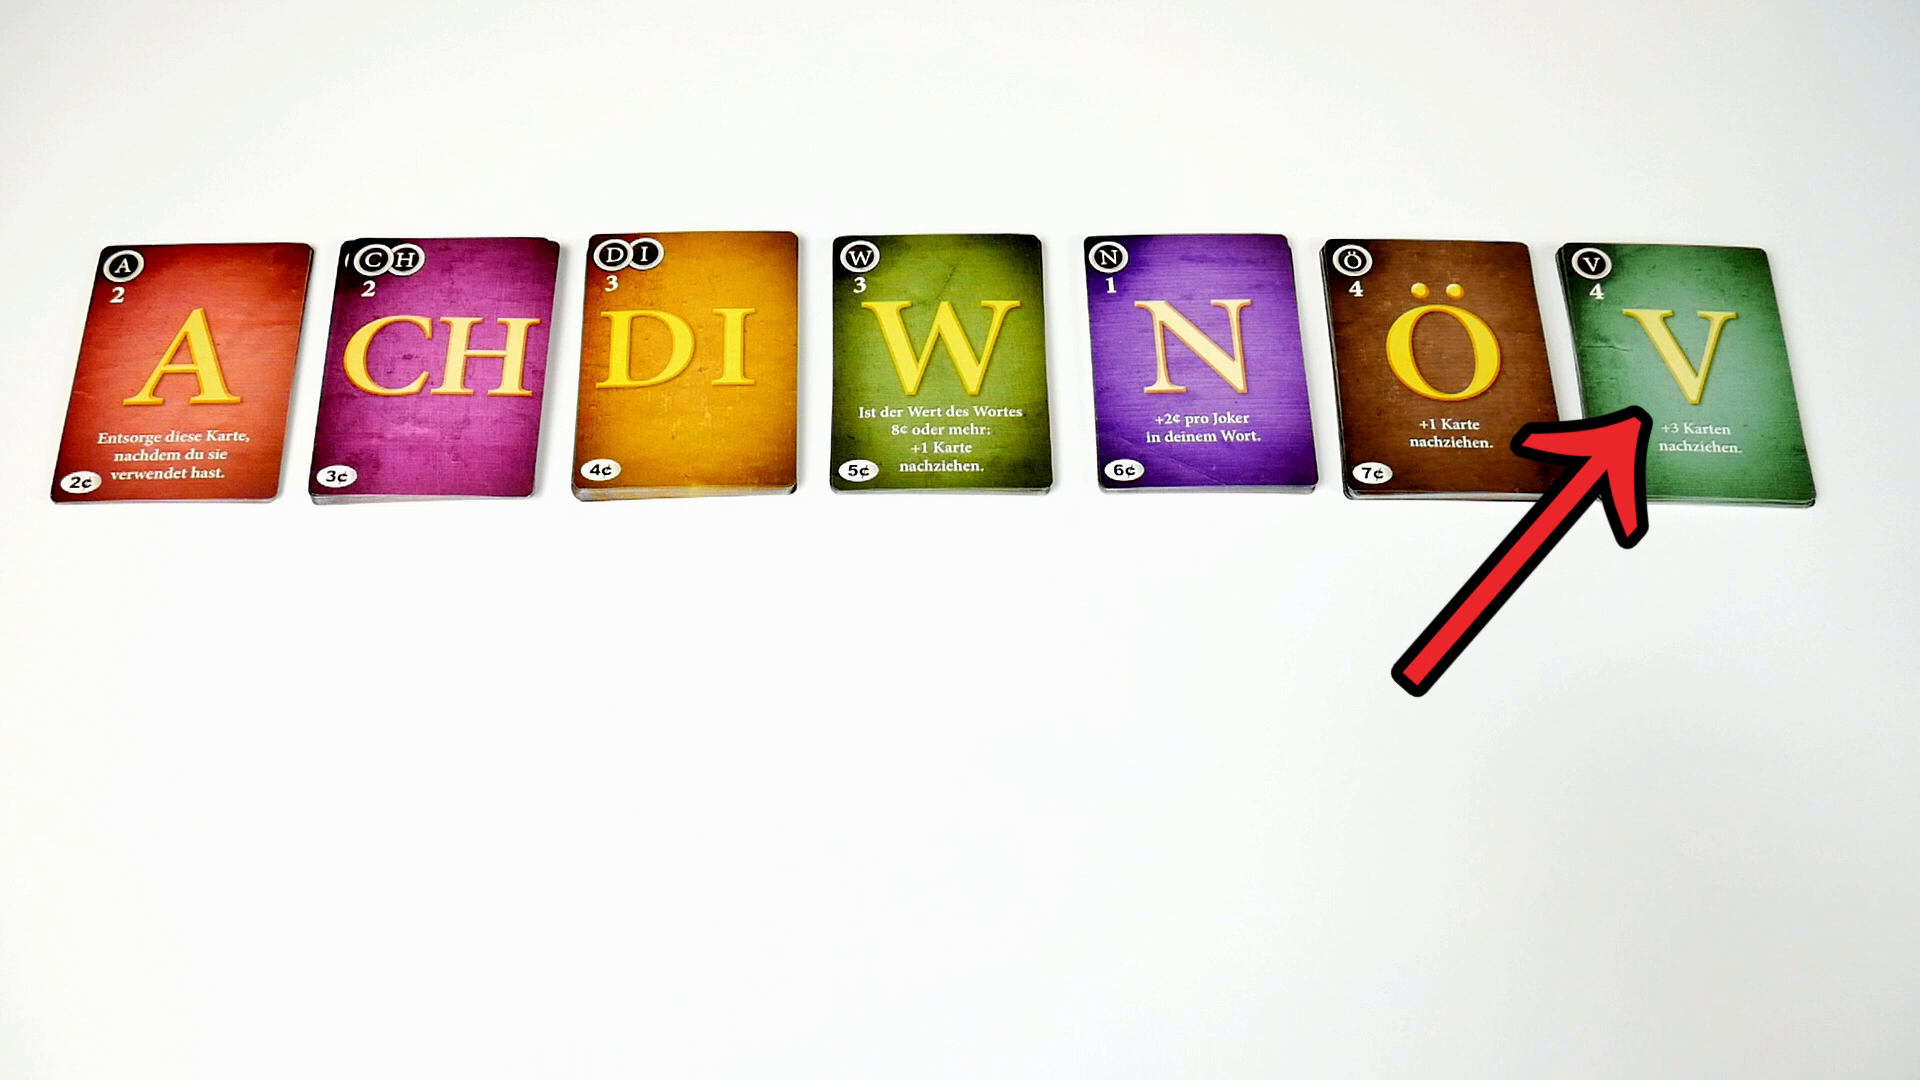 A
2
A
Entsorge diese Karte,
nachdem du sie
verwendet hast.
2¢
C H
2
CH
3¢
D I
3
DI
4¢
W
3
W
Ist der Wert des Wortes
8¢ oder mehr:
+1 Karte
nachziehen.
5¢
N
1
N
+2¢ pro Joker
in deinem Wort.
6¢
Ö
4
Ö
+1 Karte
nachziehen.
7¢
V
4
V
+3 Karten
nachziehen.